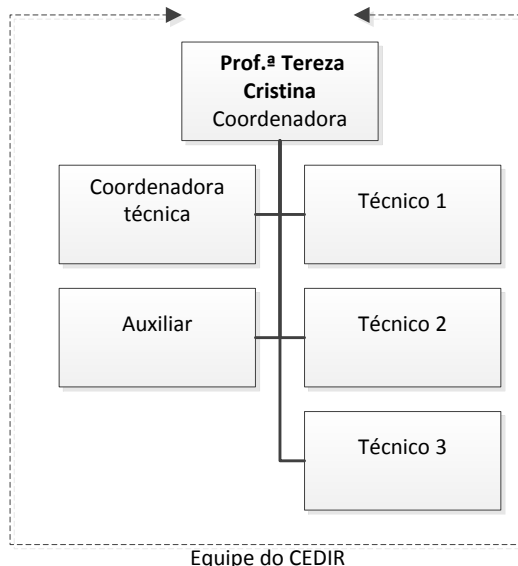 Prof.ª Tereza
Cristina
Coordenadora
Coordenadora
técnica
Técnico 1
Auxiliar
Técnico 2
Técnico 3
Equipe do CEDIR